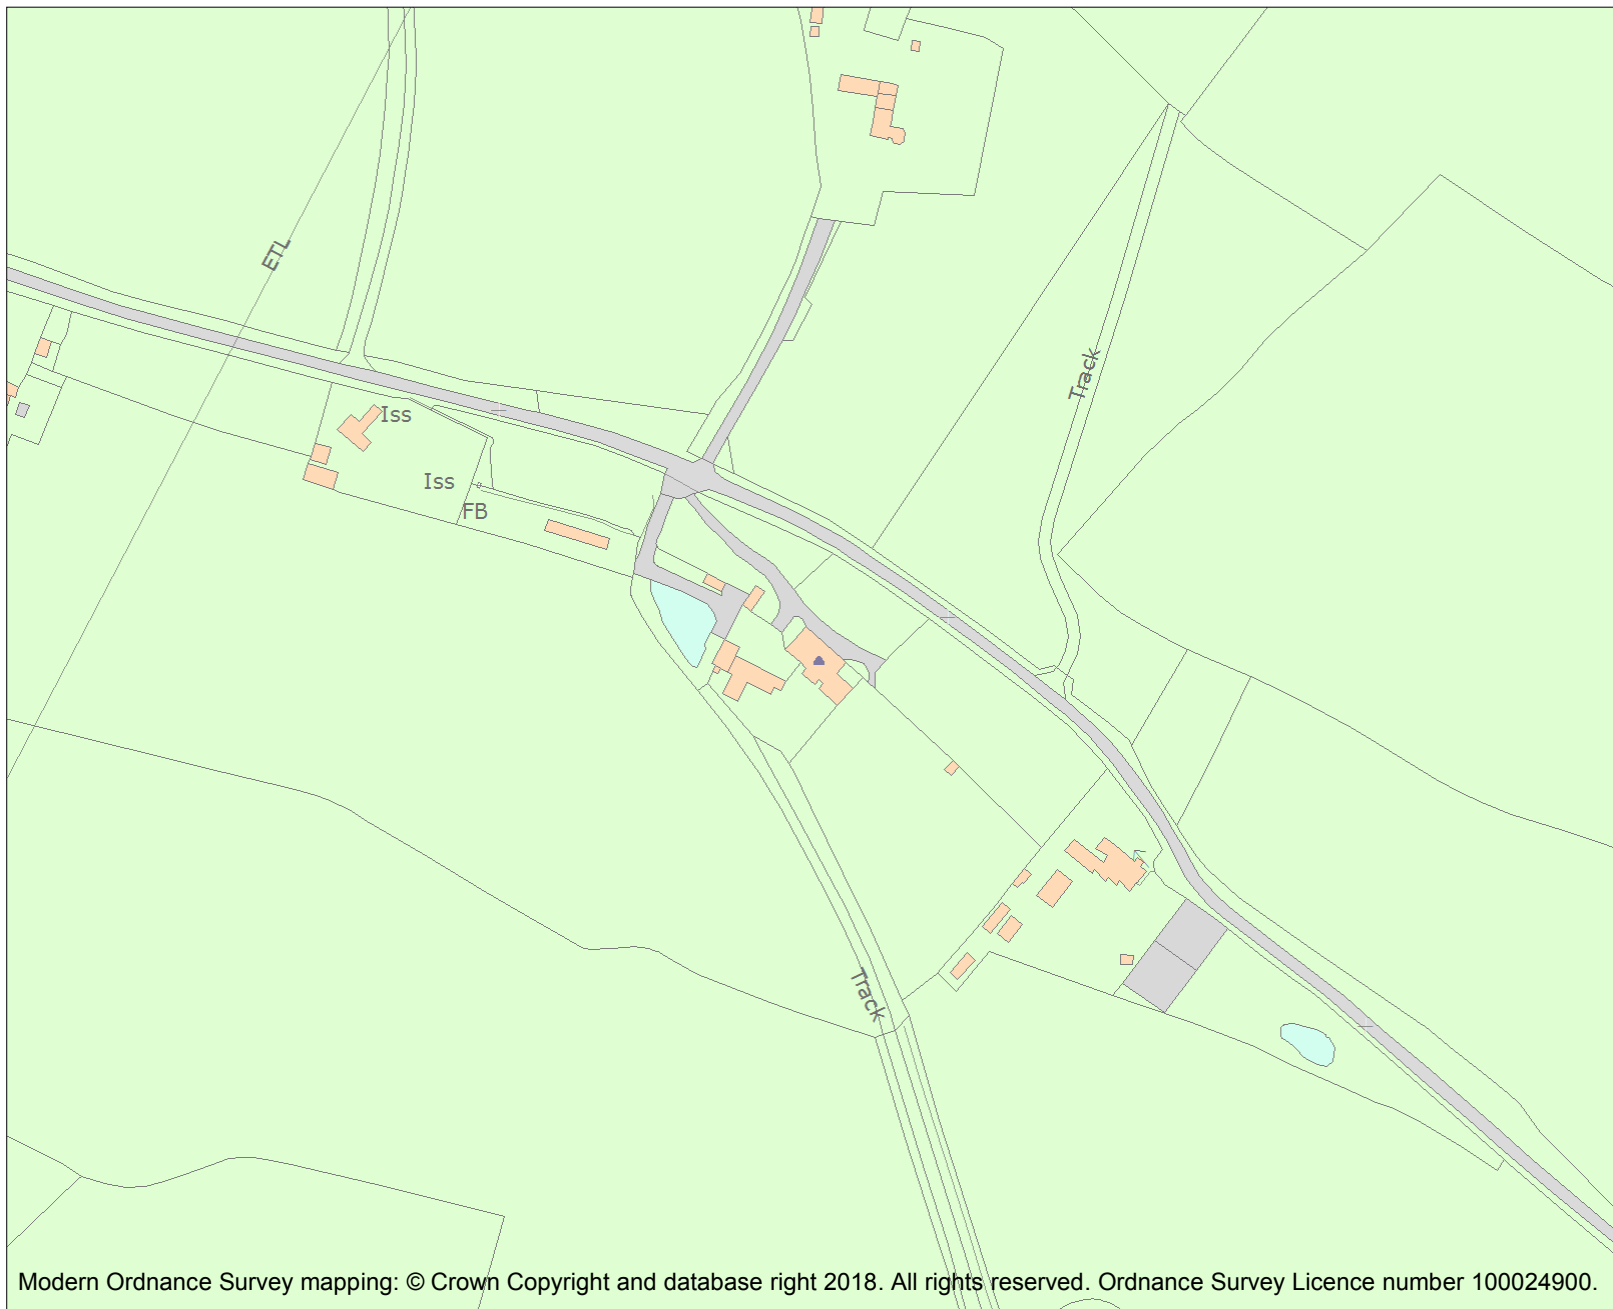 ETL
Track
Iss
Iss
FB
Track
Modern Ordnance Survey mapping: © Crown Copyright and database right 2018. All rights reserved. Ordnance Survey Licence number 100024900.